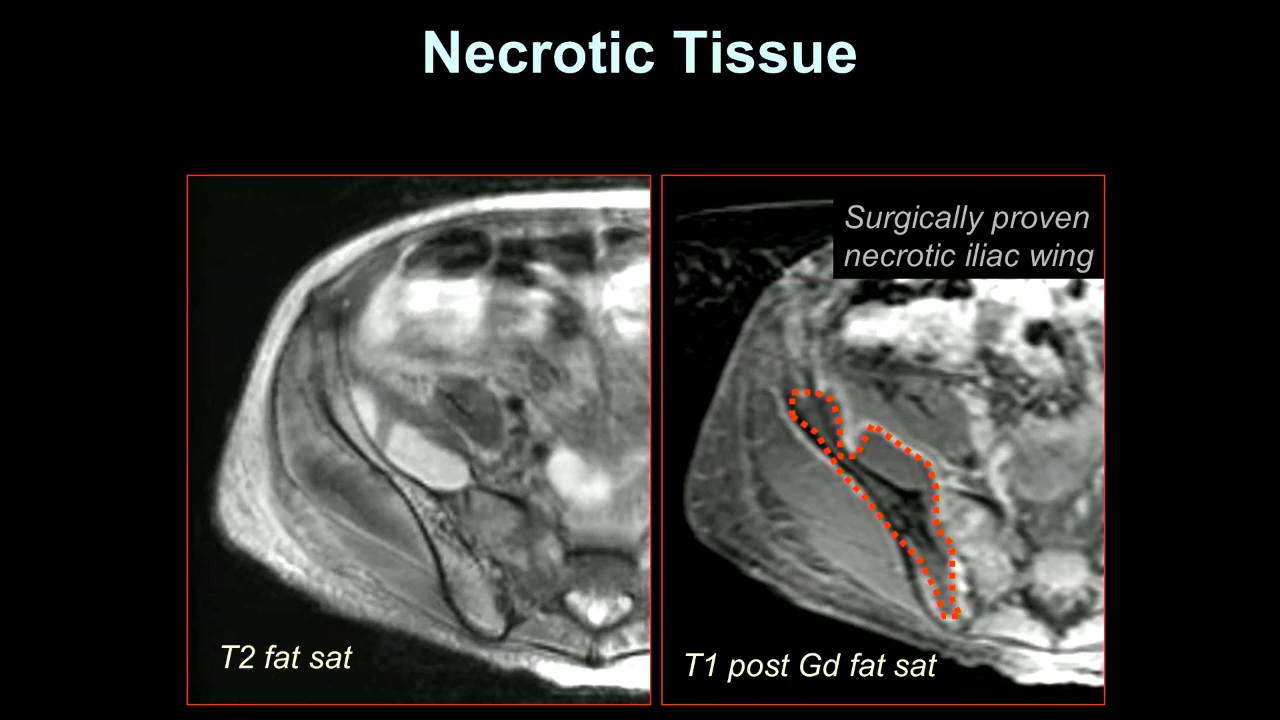 Necrotic Tissue
Surgically proven
necrotic iliac wing
T2 fat sat
T1 post Gd fat sat